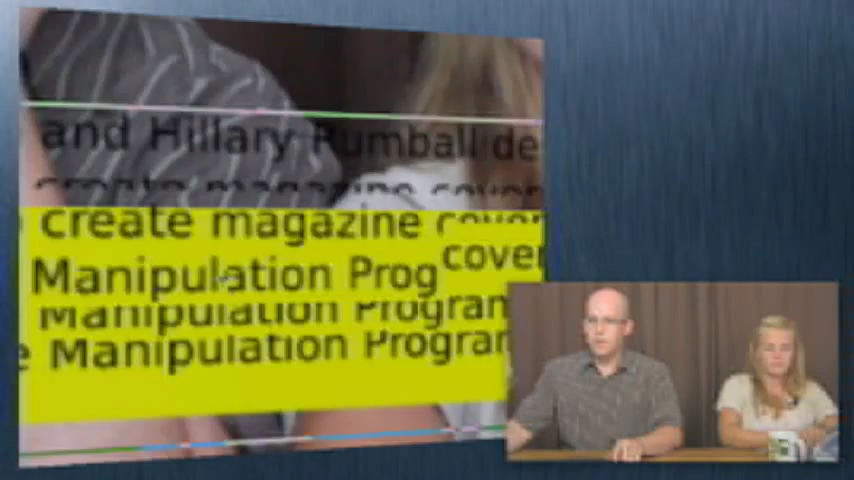 and Hillary Rumball de
create magazine cover
create magazine cover
cover
Manipulation Prog
Manipulation Program
e Manipulation Program